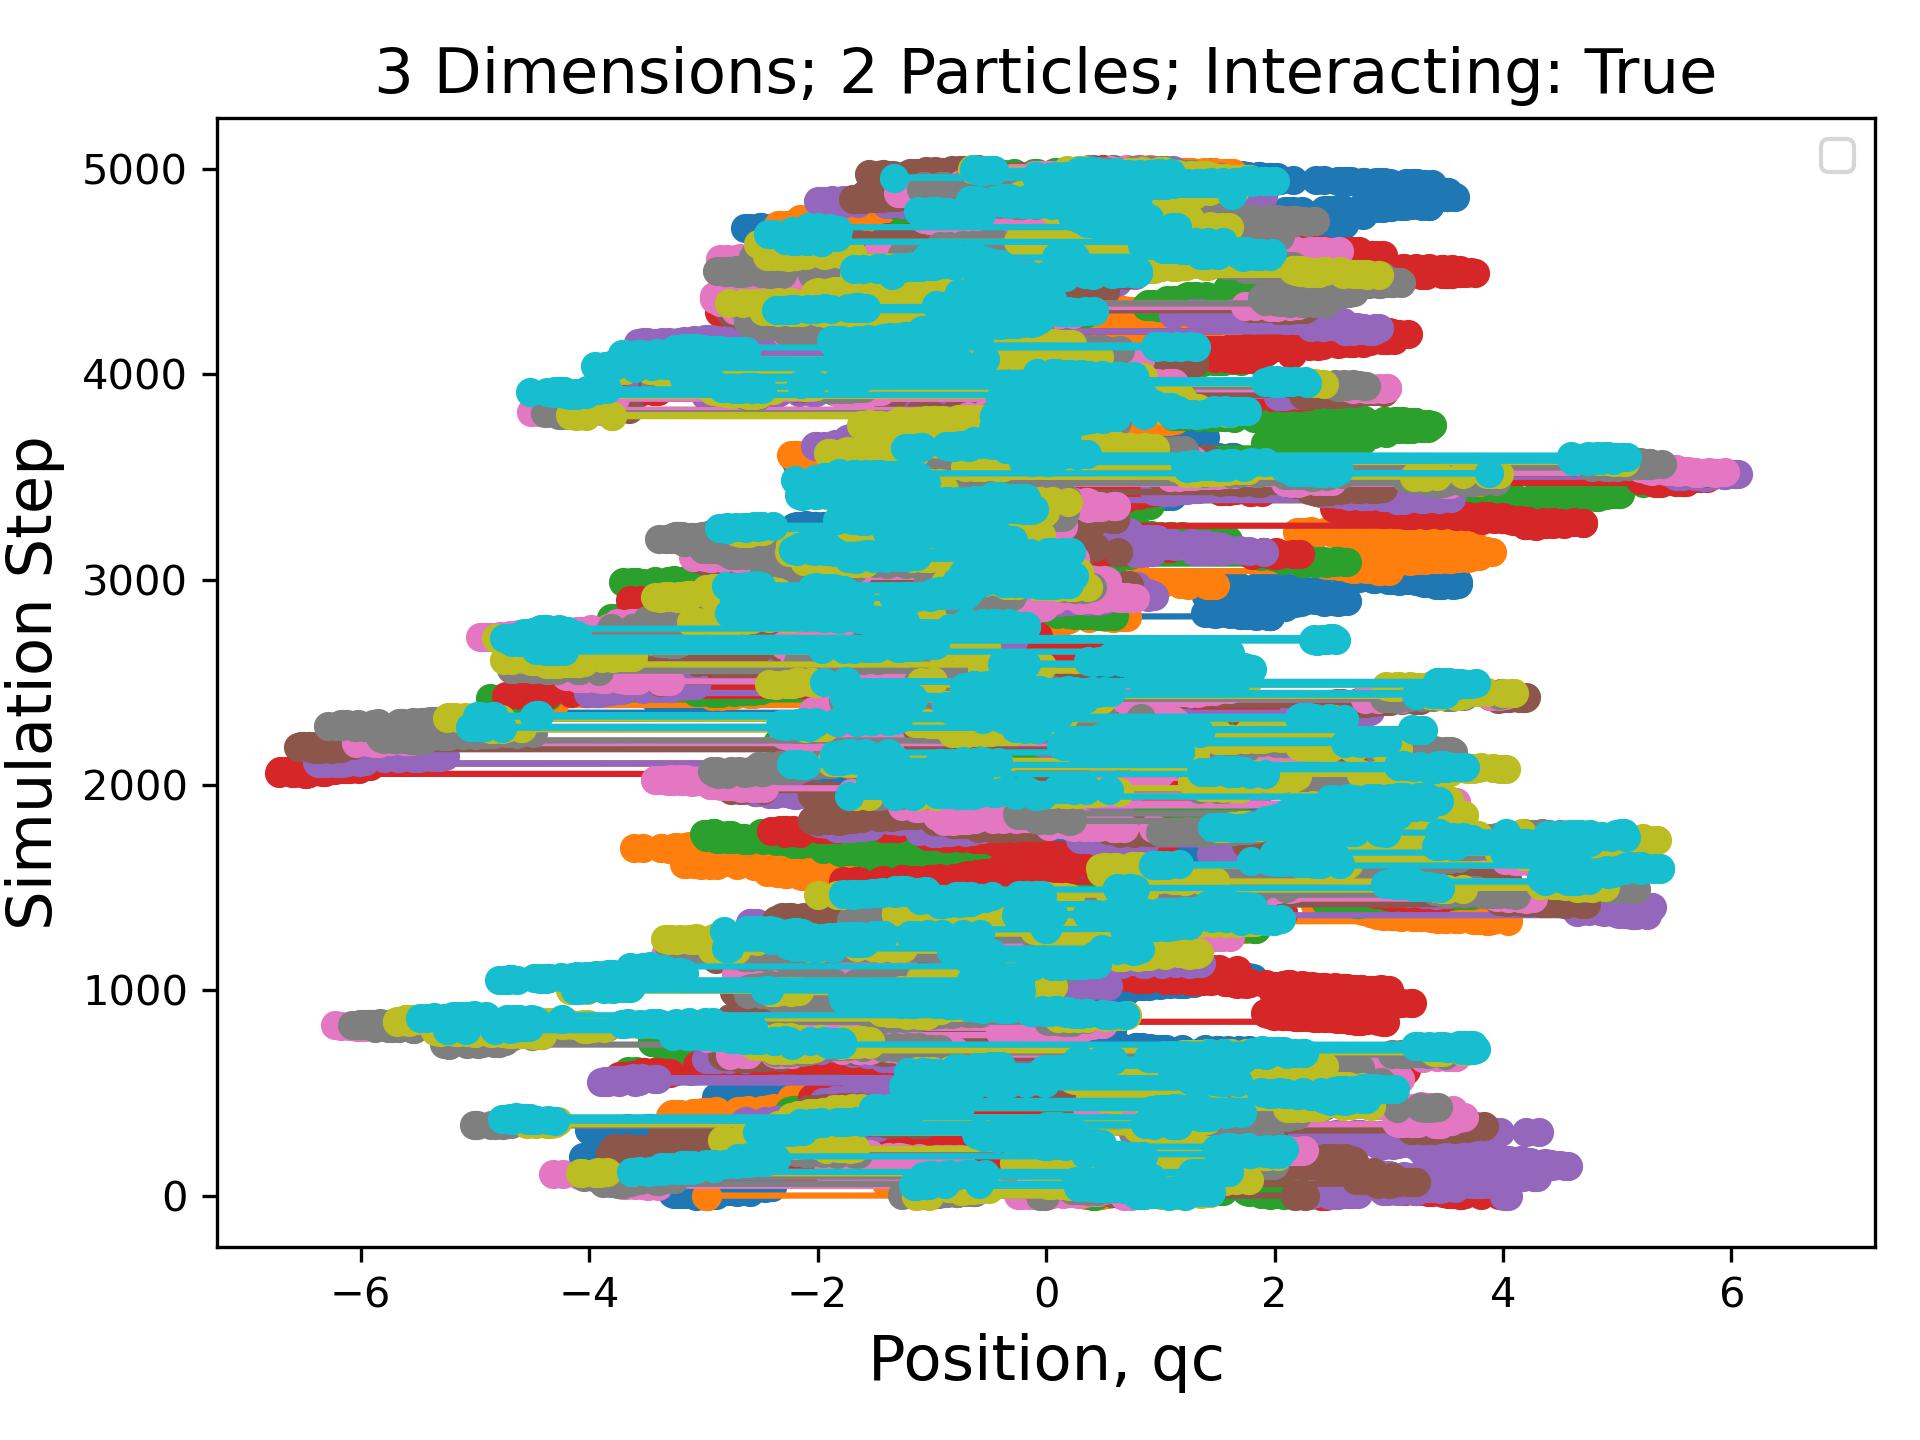 3 Dimensions; 2 Particles; Interacting: True
Simulation Step
5000
4000
3000
2000
1000
0
−6 −4 −2 0 2 4 6
Position, qc